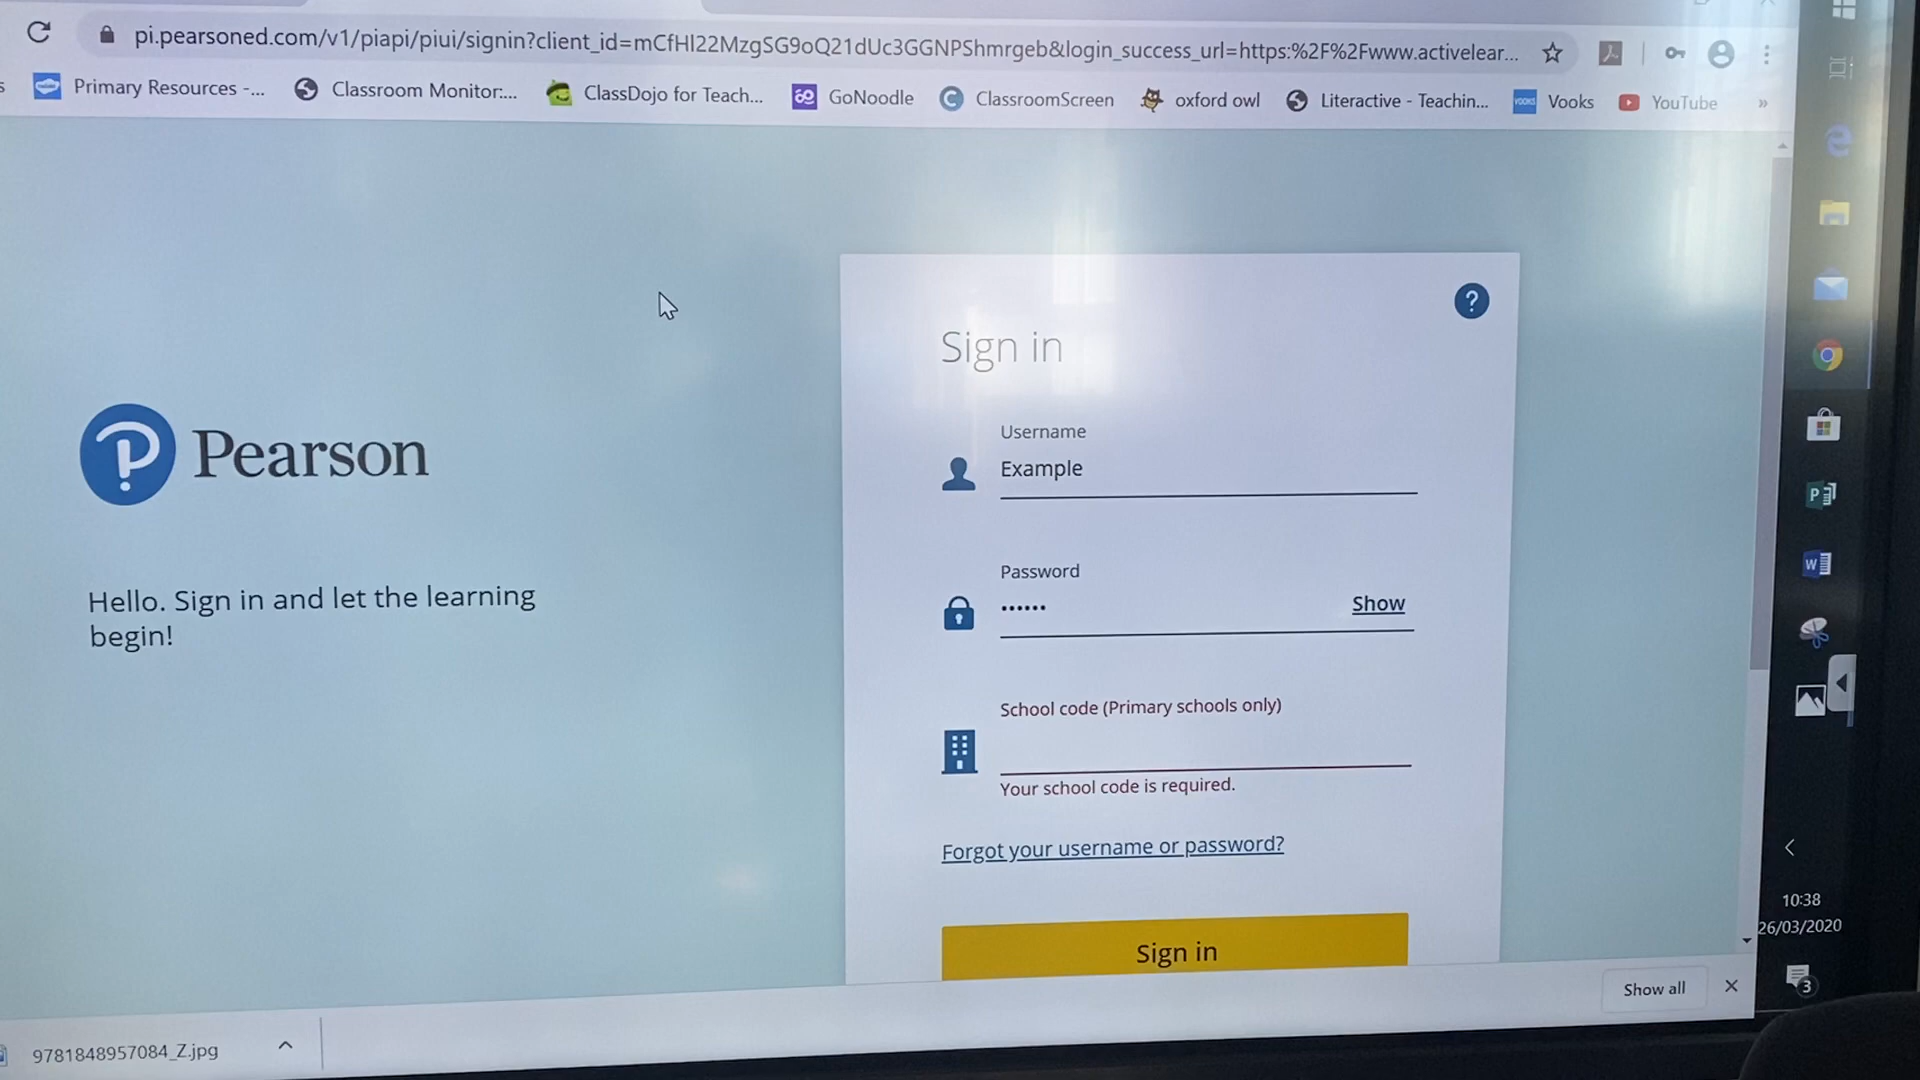 pi.pearsoned.com/v1/piapi/piui/signin?client_id=mCfHl22MzgSG9oQ21dUc3GGNPShmrgeb&login_success_url=https:%2F%2Fwww.activelear...
s Primary Resources -... Classroom Monitor:... ClassDojo for Teach... GoNoodle ClassroomScreen oxford owl Literactive - Teachin... Vooks YouTube »
Sign in
?
Username
Example
Pearson
Password
•••••• Show
Hello. Sign in and let the learning
begin!
School code (Primary schools only)
Your school code is required.
Forgot your username or password?
Sign in
10:38
26/03/2020
Show all
3
9781848957084_Z.jpg